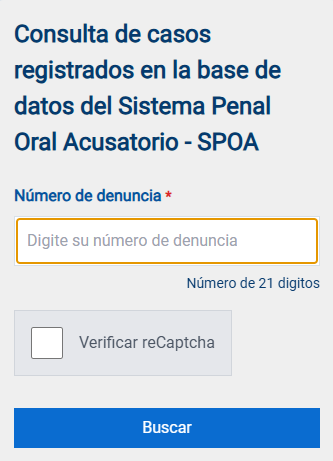 Consulta de casos
registrados en la base de
datos del Sistema Penal
Oral Acusatorio - SPOA
Número de denuncia *
Digite su número de denuncia
Número de 21 digitos
Verificar reCaptcha
Buscar